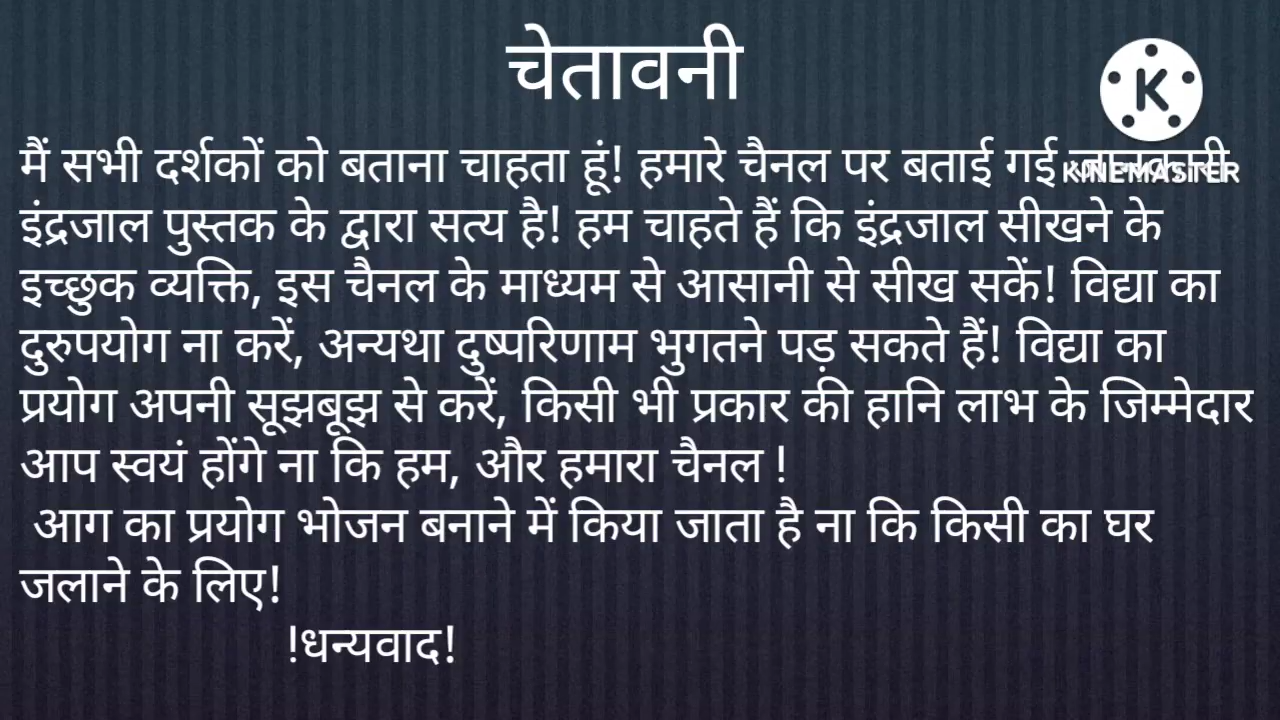 चेतावनी
मैं सभी दर्शकों को बताना चाहता हूं! हमारे चैनल पर बताई गई जानकारी
KINEMASTER
इंद्रजाल पुस्तक के द्वारा सत्य है! हम चाहते हैं कि इंद्रजाल सीखने के
इच्छुक व्यक्ति, इस चैनल के माध्यम से आसानी से सीख सकें! विद्या का
दुरुपयोग ना करें, अन्यथा दुष्परिणाम भुगतने पड़ सकते हैं! विद्या का
प्रयोग अपनी सूझबूझ से करें, किसी भी प्रकार की हानि लाभ के जिम्मेदार
आप स्वयं होंगे ना कि हम, और हमारा चैनल !
आग का प्रयोग भोजन बनाने में किया जाता है ना कि किसी का घर
जलाने के लिए!
!धन्यवाद!